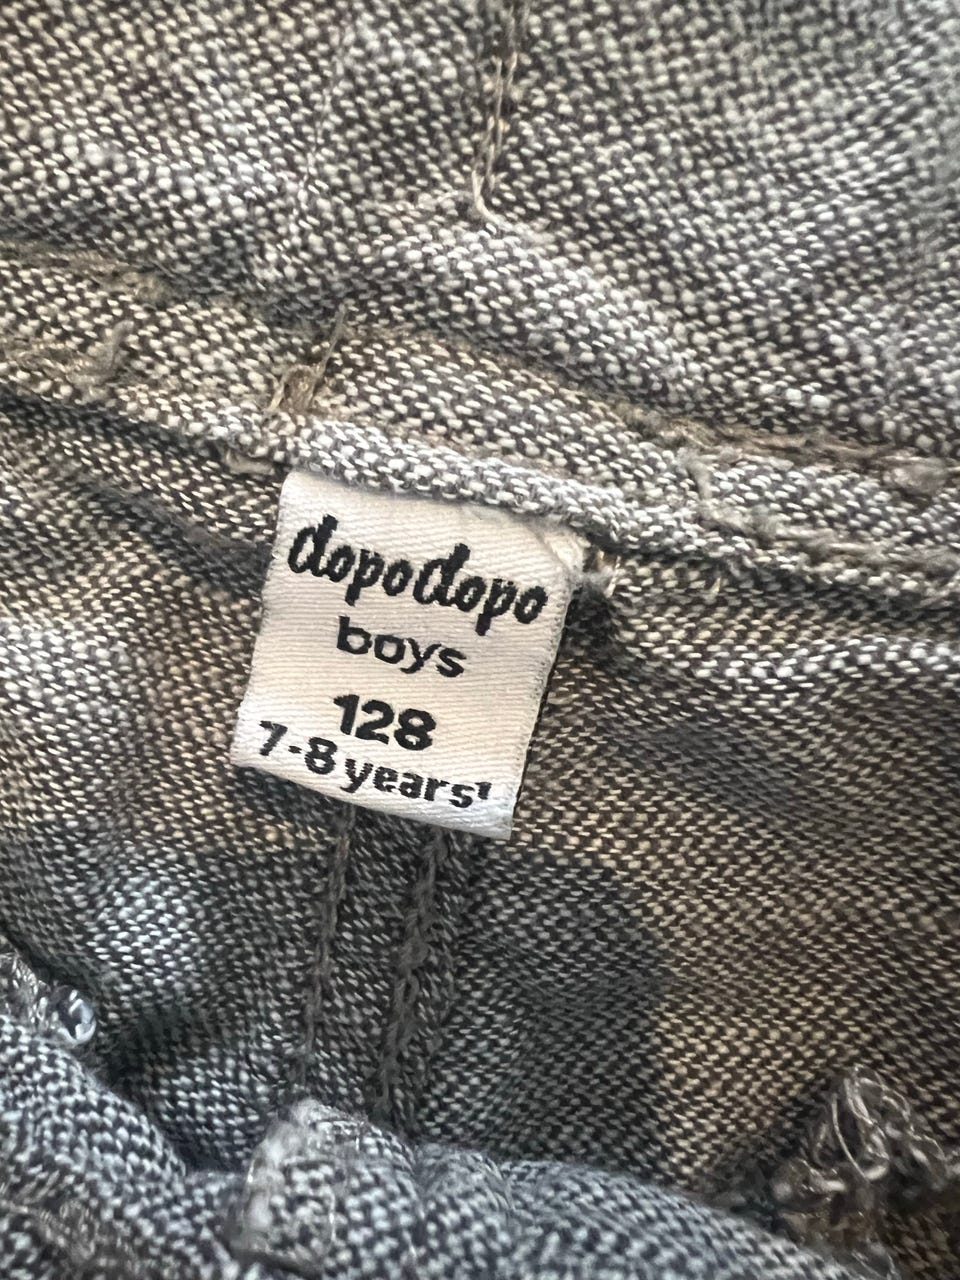 dopodopo
boys
128
7-8 years'